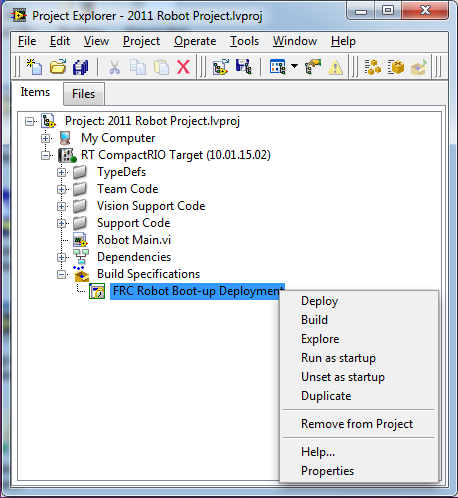 Project Explorer - 2011 Robot Project.lvproj
File Edit View Project Operate Tools Window Help
Items Files
Project: 2011 Robot Project.lvproj
My Computer
RT CompactRIO Target (10.01.15.02)
TypeDefs
Team Code
Vision Support Code
Support Code
Robot Main.vi
Dependencies
Build Specifications
FRC Robot Boot-up Deployment
Deploy
Build
Explore
Run as startup
Unset as startup
Duplicate
Remove from Project
Help...
Properties